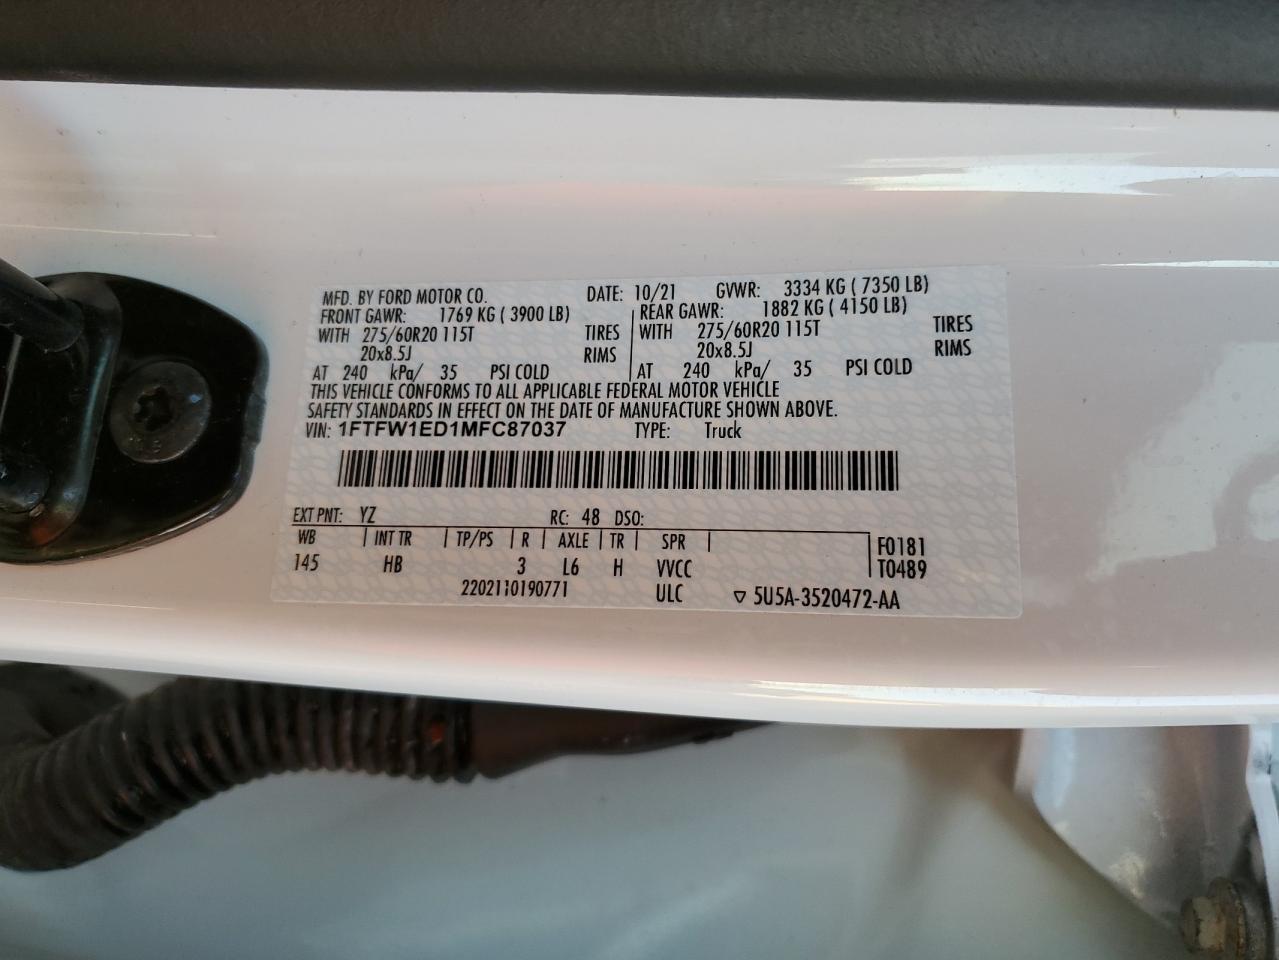 MFD. BY FORD MOTOR CO. DATE: 10/21 GVWR: 3334 KG ( 7350 LB)
FRONT GAWR: 1769 KG ( 3900 LB) REAR GAWR: 1882 KG ( 4150 LB)
WITH 275/60R20 115T TIRES WITH 275/60R20 115T TIRES
20x8.5J RIMS 20x8.5J RIMS
AT 240 kPa/ 35 PSI COLD AT 240 kPa/ 35 PSI COLD
THIS VEHICLE CONFORMS TO ALL APPLICABLE FEDERAL MOTOR VEHICLE
SAFETY STANDARDS IN EFFECT ON THE DATE OF MANUFACTURE SHOWN ABOVE.
VIN: 1FTFW1ED1MFC87037 TYPE: Truck
EXT PNT: YZ RC: 48 DSO:
WB INT TR TP/PS R AXLE TR SPR F0181
145 HB 3 L6 H VVCC T0489
2202110190771 ULC ▽ 5U5A-3520472-AA